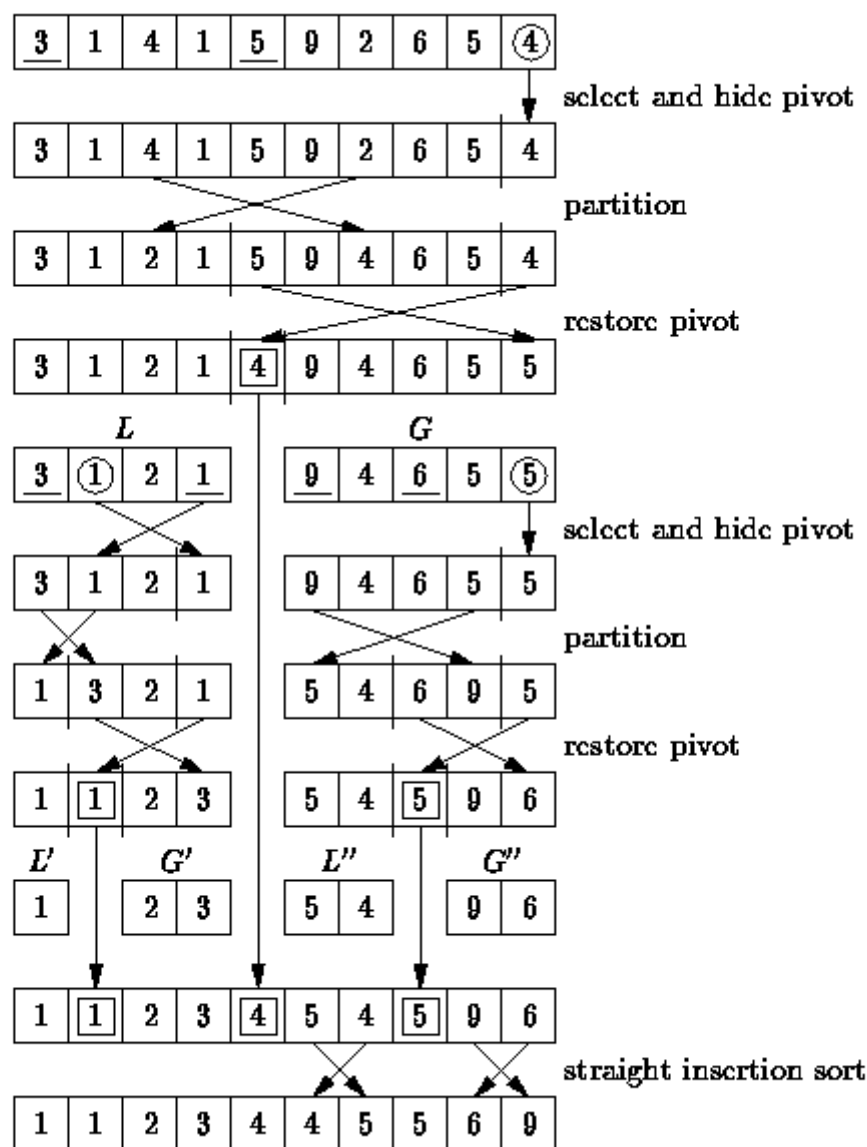 3 1 4 1 5 9 2 6 5 4
select and hide pivot
3 1 4 1 5 9 2 6 5 4
partition
3 1 2 1 5 9 4 6 5 4
restore pivot
3 1 2 1 4 9 4 6 5 5
L G
3 1 2 1 9 4 6 5 5
select and hide pivot
3 1 2 1 9 4 6 5 5
partition
1 3 2 1 5 4 6 9 5
restore pivot
1 1 2 3 5 4 5 9 6
L' G' L'' G''
1 2 3 5 4 9 6
1 1 2 3 4 5 4 5 9 6
straight insertion sort
1 1 2 3 4 4 5 5 6 9